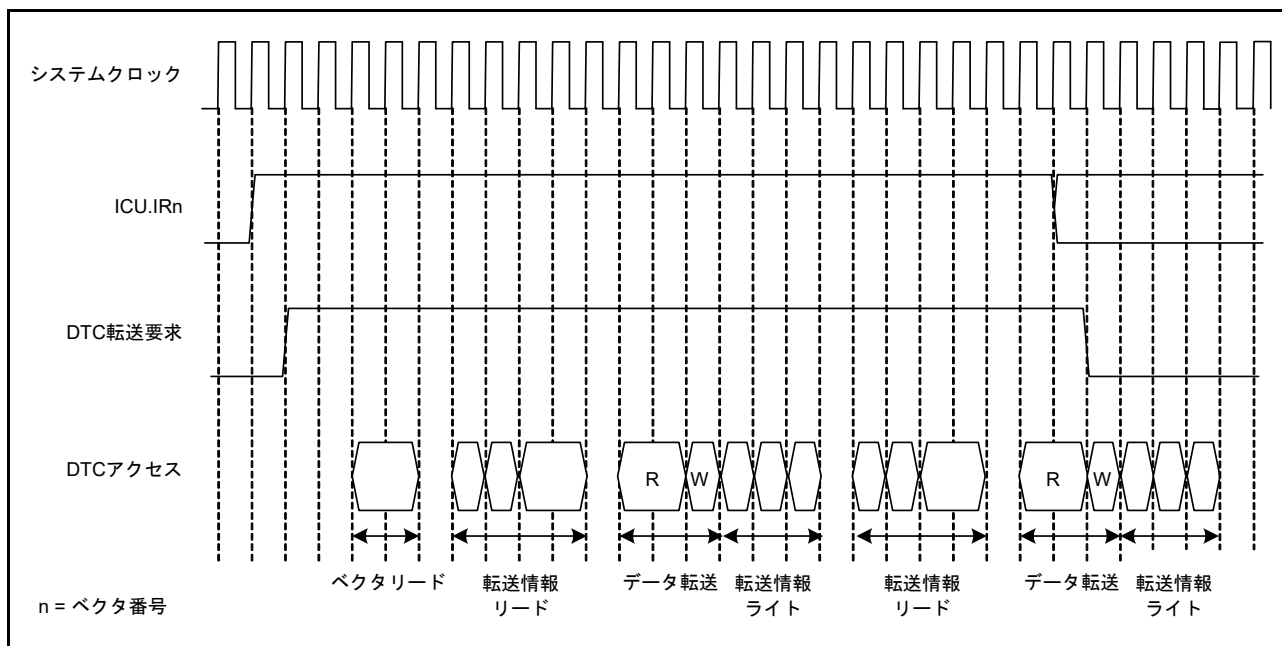 システムクロック
ICU.IRn
DTC転送要求
DTCアクセス
R
W
R
W
ベクタリード
転送情報
リード
データ転送
転送情報
ライト
転送情報
リード
データ転送
転送情報
ライト
n = ベクタ番号